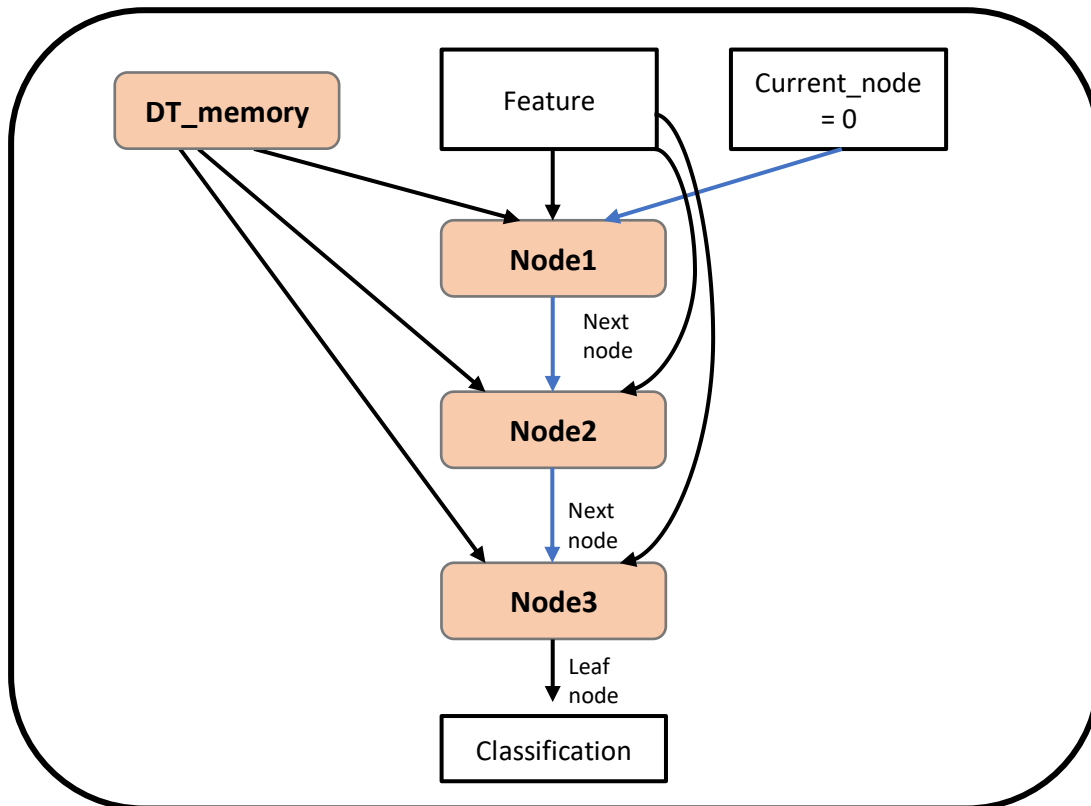 DT_memory
Feature
Current_node
= 0
Node1
Next
node
Node2
Next
node
Node3
Leaf
node
Classification